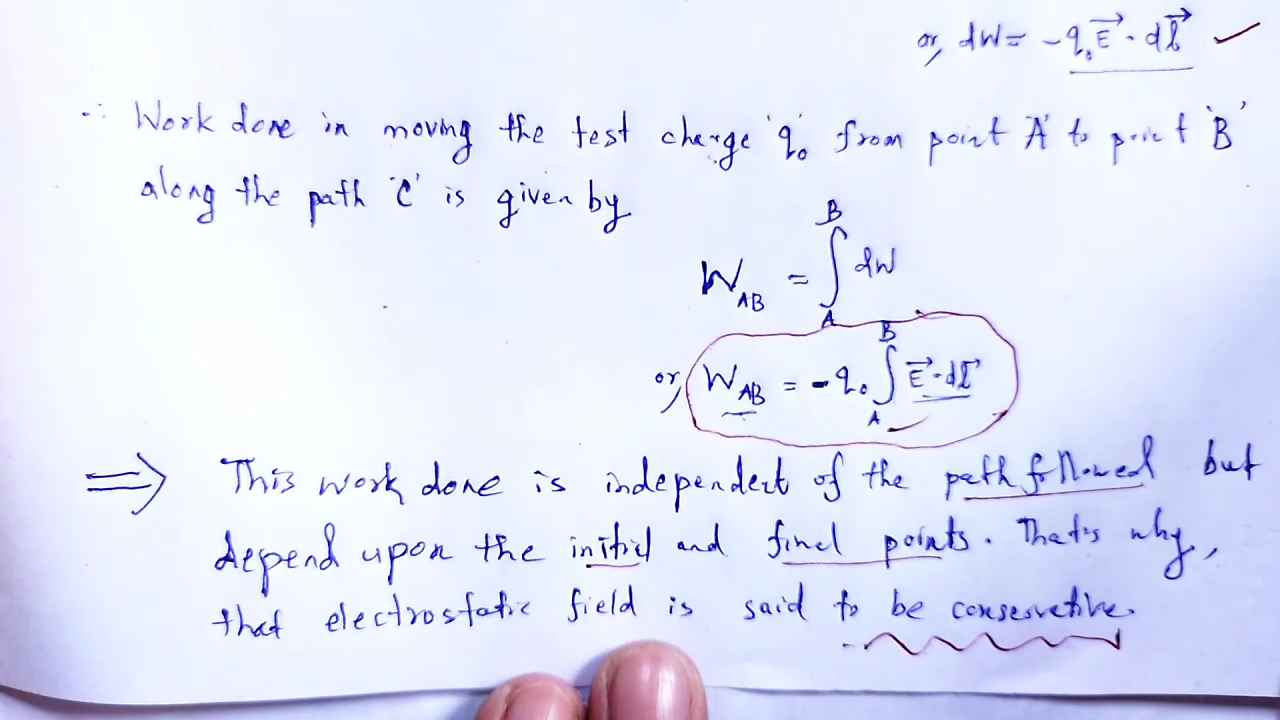 or, dW = -q₀E⃗ · dl⃗ ✓
∴ Work done in moving the test charge 'q₀' from point 'A' to point 'B'
along the path 'C' is given by
W_AB = ∫_A^B dW
or, W_AB = -q₀ ∫_A^B E⃗ · dl⃗
⟹ This work done is independent of the path followed but
depend upon the initial and final points. That's why,
that electrostatic field is said to be conservative.